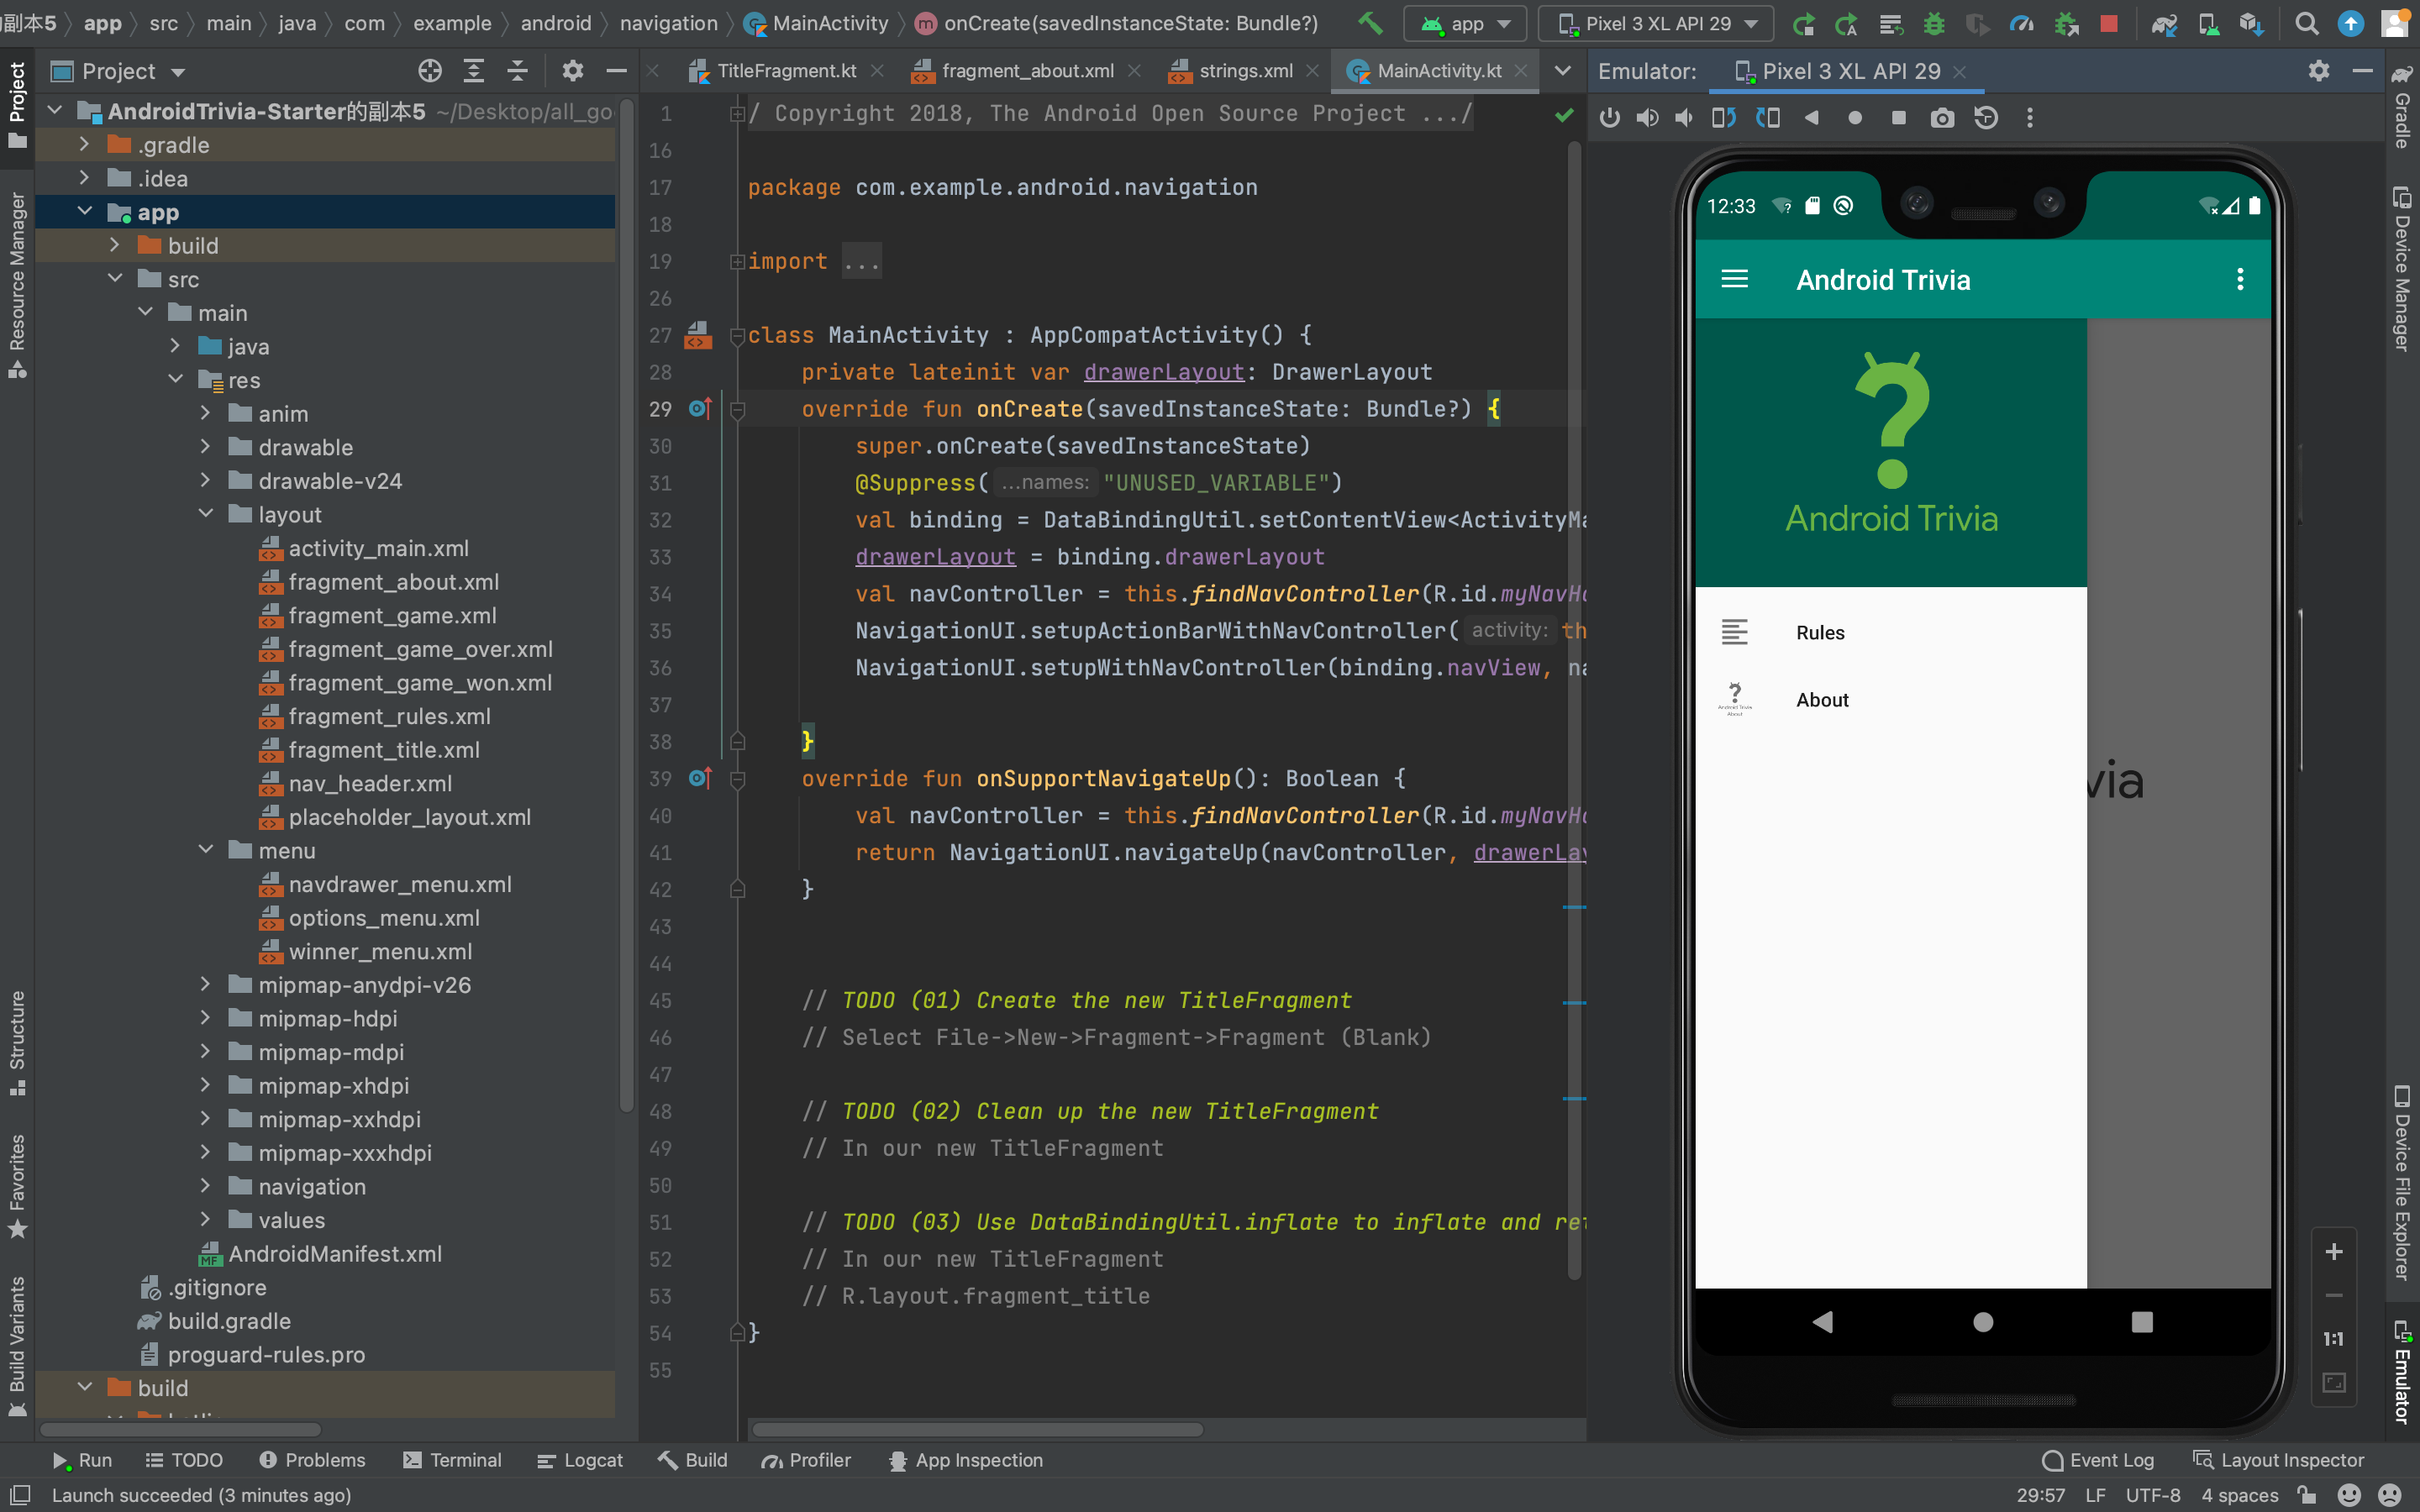 的副本5 app src main java com example android navigation MainActivity onCreate(savedInstanceState: Bundle?) app Pixel 3 XL API 29
Project
TitleFragment.kt fragment_about.xml strings.xml MainActivity.kt
Emulator: Pixel 3 XL API 29
Project
Resource Manager
Structure
Favorites
Build Variants
AndroidTrivia-Starter的副本5 ~/Desktop/all_go
.gradle
.idea
app
build
src
main
java
res
anim
drawable
drawable-v24
layout
activity_main.xml
fragment_about.xml
fragment_game.xml
fragment_game_over.xml
fragment_game_won.xml
fragment_rules.xml
fragment_title.xml
nav_header.xml
placeholder_layout.xml
menu
navdrawer_menu.xml
options_menu.xml
winner_menu.xml
mipmap-anydpi-v26
mipmap-hdpi
mipmap-mdpi
mipmap-xhdpi
mipmap-xxhdpi
mipmap-xxxhdpi
navigation
values
AndroidManifest.xml
.gitignore
build.gradle
proguard-rules.pro
build
1 / Copyright 2018, The Android Open Source Project .../
16
17 package com.example.android.navigation
18
19 import ...
26
27 class MainActivity : AppCompatActivity() {
28 private lateinit var drawerLayout: DrawerLayout
29 override fun onCreate(savedInstanceState: Bundle?) {
30 super.onCreate(savedInstanceState)
31 @Suppress( ...names: "UNUSED_VARIABLE")
32 val binding = DataBindingUtil.setContentView<ActivityMa
33 drawerLayout = binding.drawerLayout
34 val navController = this.findNavController(R.id.myNavHo
35 NavigationUI.setupActionBarWithNavController( activity: th
36 NavigationUI.setupWithNavController(binding.navView, na
37
38 }
39 override fun onSupportNavigateUp(): Boolean {
40 val navController = this.findNavController(R.id.myNavHo
41 return NavigationUI.navigateUp(navController, drawerLay
42 }
43
44
45 // TODO (01) Create the new TitleFragment
46 // Select File->New->Fragment->Fragment (Blank)
47
48 // TODO (02) Clean up the new TitleFragment
49 // In our new TitleFragment
50
51 // TODO (03) Use DataBindingUtil.inflate to inflate and ret
52 // In our new TitleFragment
53 // R.layout.fragment_title
54 }
55
12:33
Android Trivia
Android Trivia
Rules
About
via
1:1
Gradle
Device Manager
Device File Explorer
Emulator
Run TODO Problems Terminal Logcat Build Profiler App Inspection Event Log Layout Inspector
Launch succeeded (3 minutes ago) 29:57 LF UTF-8 4 spaces